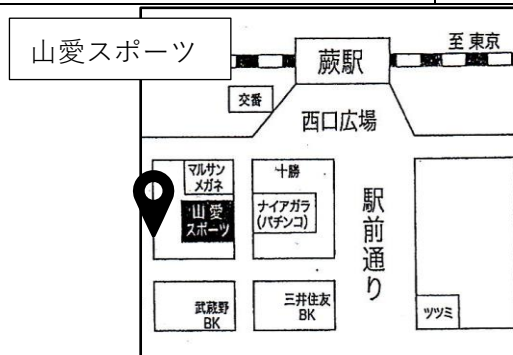 山愛スポーツ
至 東京
蕨駅
交番
西口広場
マルサン
メガネ
十勝
山愛
スポーツ
ナイアガラ
(パチンコ)
駅前通り
武蔵野
BK
三井住友
BK
ツツミ